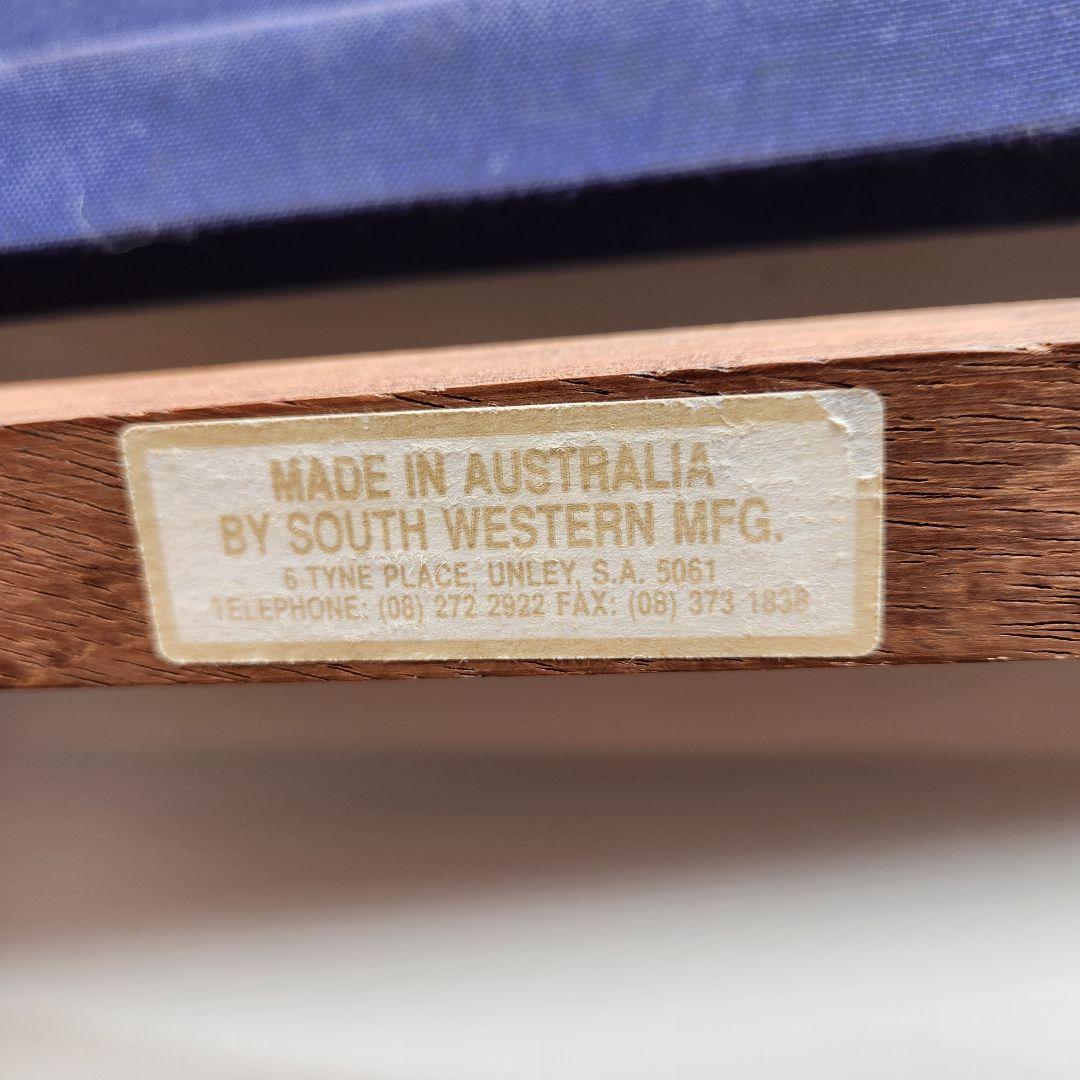 MADE IN AUSTRALIA
BY SOUTH WESTERN MFG.
6 TYNE PLACE, UNLEY, S.A. 5061
TELEPHONE: (08) 272 2922 FAX: (08) 373 1838